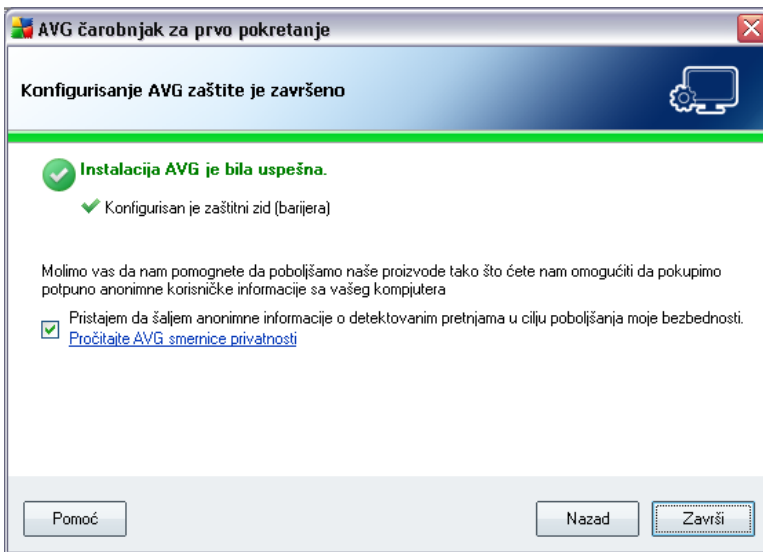 AVG čarobnjak za prvo pokretanje
Konfigurisanje AVG zaštite je završeno
Instalacija AVG je bila uspešna.
Konfigurisan je zaštitni zid (barijera)
Molimo vas da nam pomognete da poboljšamo naše proizvode tako što ćete nam omogućiti da pokupimo
potpuno anonimne korisničke informacije sa vašeg kompjutera
Pristajem da šaljem anonimne informacije o detektovanim pretnjama u cilju poboljšanja moje bezbednosti.
Pročitajte AVG smernice privatnosti
Pomoć
Nazad
Završi